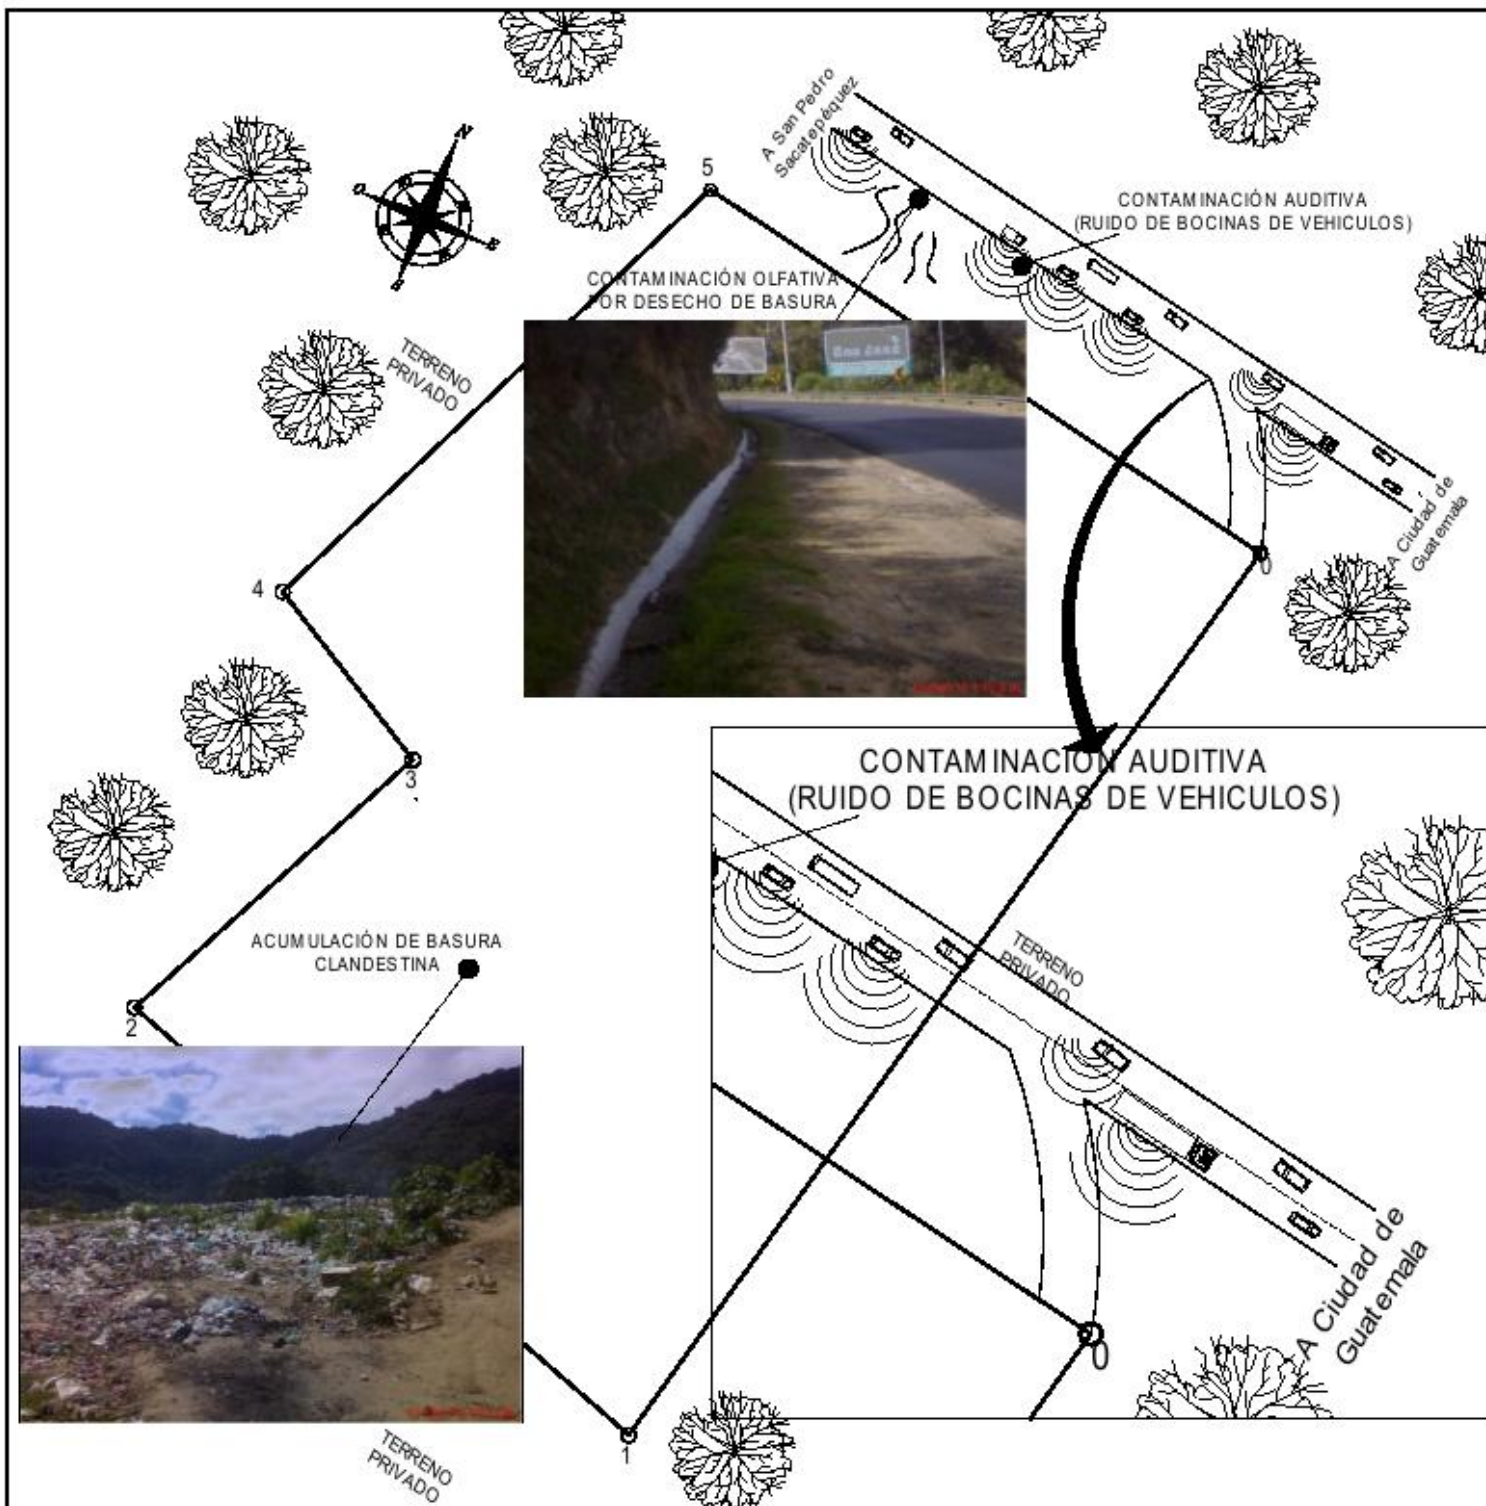 A San Pedro
Sacatepéquez
N
O
E
S
5
CONTAMINACIÓN AUDITIVA
(RUIDO DE BOCINAS DE VEHICULOS)
CONTAMINACIÓN OLFATIVA
POR DESECHO DE BASURA
TERRENO
PRIVADO
A Ciudad de
Guatemala
0
4
3
CONTAMINACIÓN AUDITIVA
(RUIDO DE BOCINAS DE VEHICULOS)
ACUMULACIÓN DE BASURA
CLANDESTINA
TERRENO
PRIVADO
2
A Ciudad de
Guatemala
0
1
TERRENO
PRIVADO